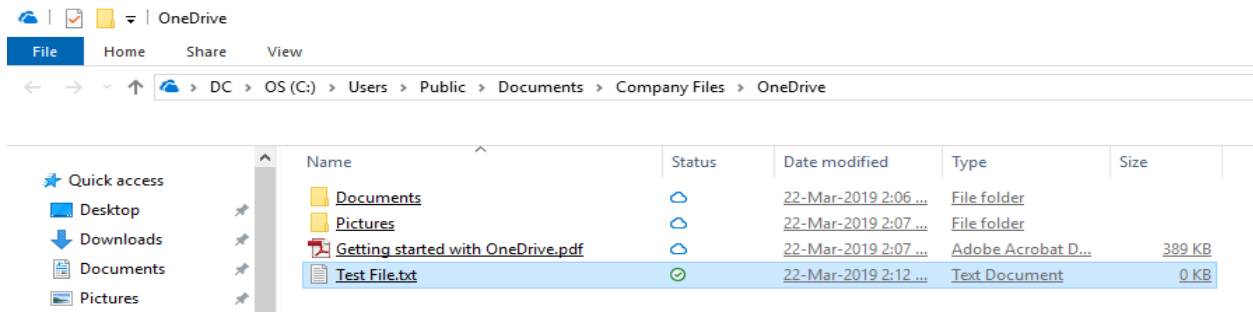 OneDrive
File Home Share View
DC > OS (C:) > Users > Public > Documents > Company Files > OneDrive
Name Status Date modified Type Size
Quick access
Desktop
Downloads
Documents
Pictures
Documents 22-Mar-2019 2:06 ... File folder
Pictures 22-Mar-2019 2:07 ... File folder
Getting started with OneDrive.pdf 22-Mar-2019 2:07 ... Adobe Acrobat D... 389 KB
Test File.txt 22-Mar-2019 2:12 ... Text Document 0 KB